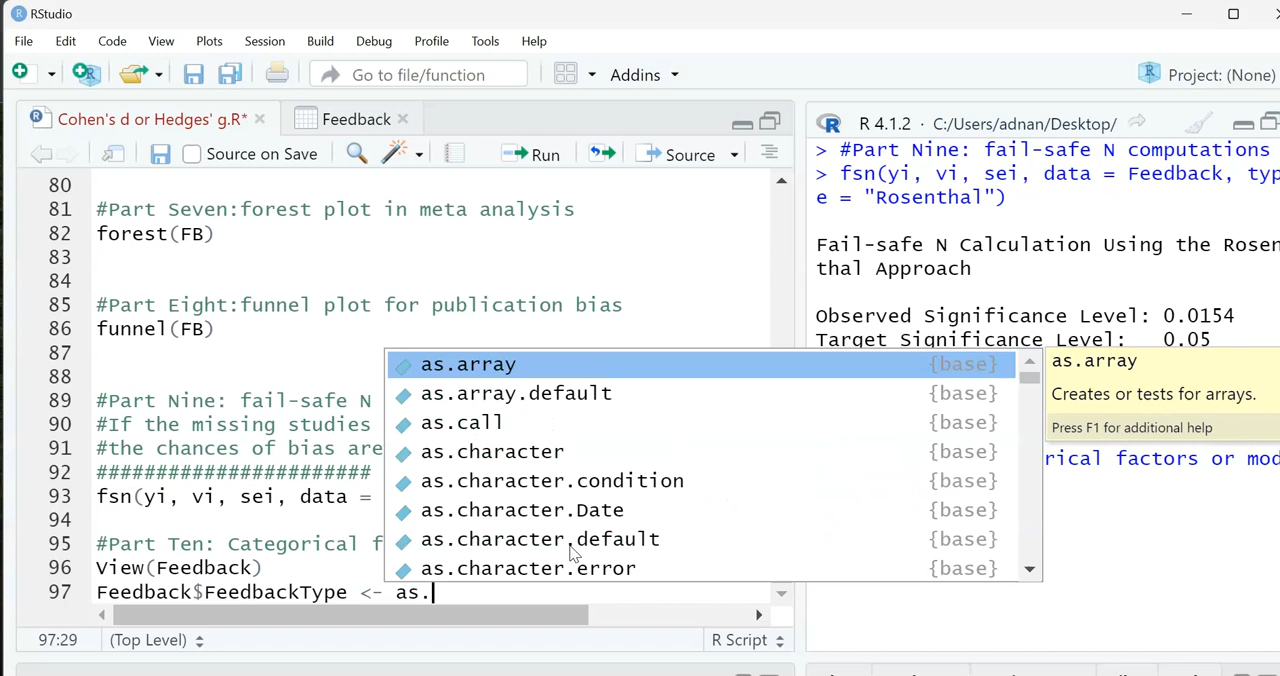 RStudio
File Edit Code View Plots Session Build Debug Profile Tools Help
Go to file/function Addins Project: (None)
Cohen's d or Hedges' g.R* Feedback
Source on Save Run Source
80
81 #Part Seven:forest plot in meta analysis
82 forest(FB)
83
84
85 #Part Eight:funnel plot for publication bias
86 funnel(FB)
87
88
89 #Part Nine: fail-safe N
90 #If the missing studies
91 #the chances of bias are
92 #######################
93 fsn(yi, vi, sei, data =
94
95 #Part Ten: Categorical f
96 View(Feedback)
97 Feedback$FeedbackType <- as.
as.array {base}
as.array.default {base}
as.call {base}
as.character {base}
as.character.condition {base}
as.character.Date {base}
as.character.default {base}
as.character.error {base}
as.array
Creates or tests for arrays.
Press F1 for additional help
97:29 (Top Level) R Script
R 4.1.2 · C:/Users/adnan/Desktop/
> #Part Nine: fail-safe N computations
> fsn(yi, vi, sei, data = Feedback, typ
e = "Rosenthal")
Fail-safe N Calculation Using the Rosen
thal Approach
Observed Significance Level: 0.0154
Target Significance Level: 0.05
rical factors or mod